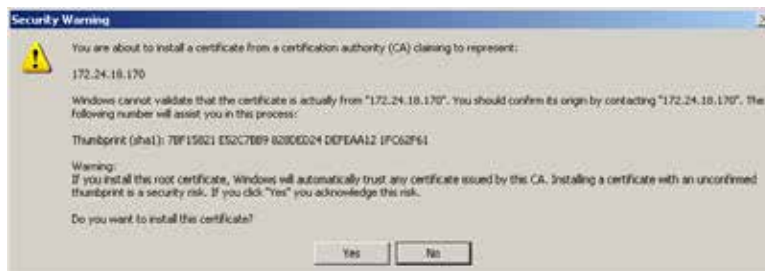 Security Warning
You are about to install a certificate from a certification authority (CA) claiming to represent:
172.24.18.170
Windows cannot validate that the certificate is actually from "172.24.18.170". You should confirm its origin by contacting "172.24.18.170". The
following number will assist you in this process:
Thumbprint (sha1):
Warning:
If you install this root certificate, Windows will automatically trust any certificate issued by this CA. Installing a certificate with an unconfirmed
thumbprint is a security risk. If you click "Yes" you acknowledge this risk.
Do you want to install this certificate?
Yes No